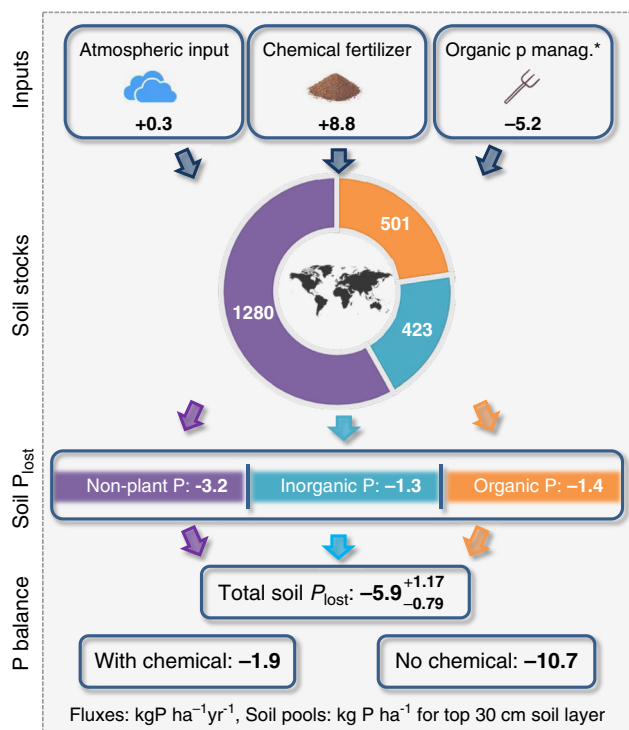 Inputs
Atmospheric input
+0.3
Chemical fertilizer
+8.8
Organic p manag.*
–5.2
Soil stocks
501
1280
423
Soil P lost
Non-plant P: -3.2
Inorganic P: –1.3
Organic P: –1.4
P balance
Total soil P lost: –5.9 +1.17 –0.79
With chemical: –1.9
No chemical: –10.7
Fluxes: kgP ha⁻¹yr⁻¹, Soil pools: kg P ha⁻¹ for top 30 cm soil layer